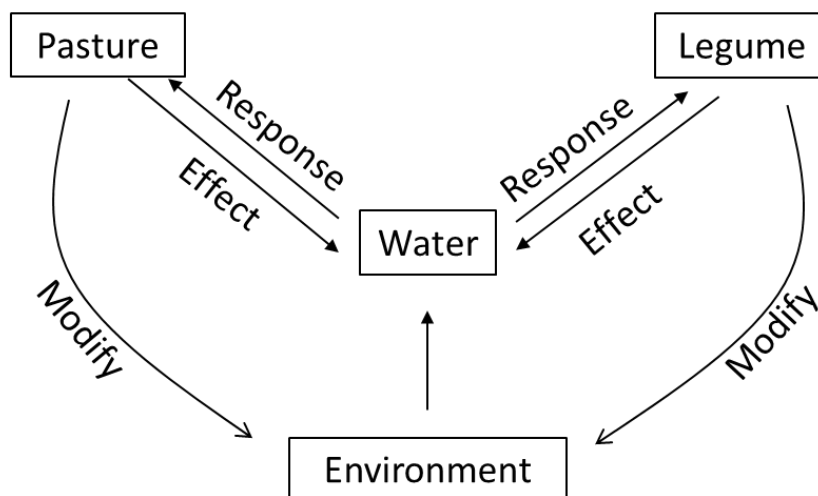 Pasture
Legume
Response
Effect
Response
Effect
Water
Modify
Modify
Environment